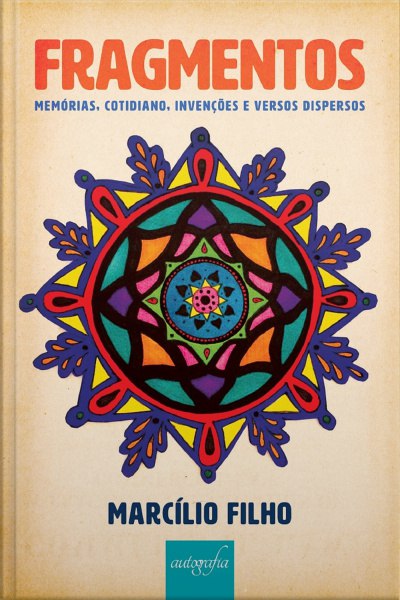 FRAGMENTOS
MEMÓRIAS, COTIDIANO, INVENÇÕES E VERSOS DISPERSOS
MARCÍLIO FILHO
autografia